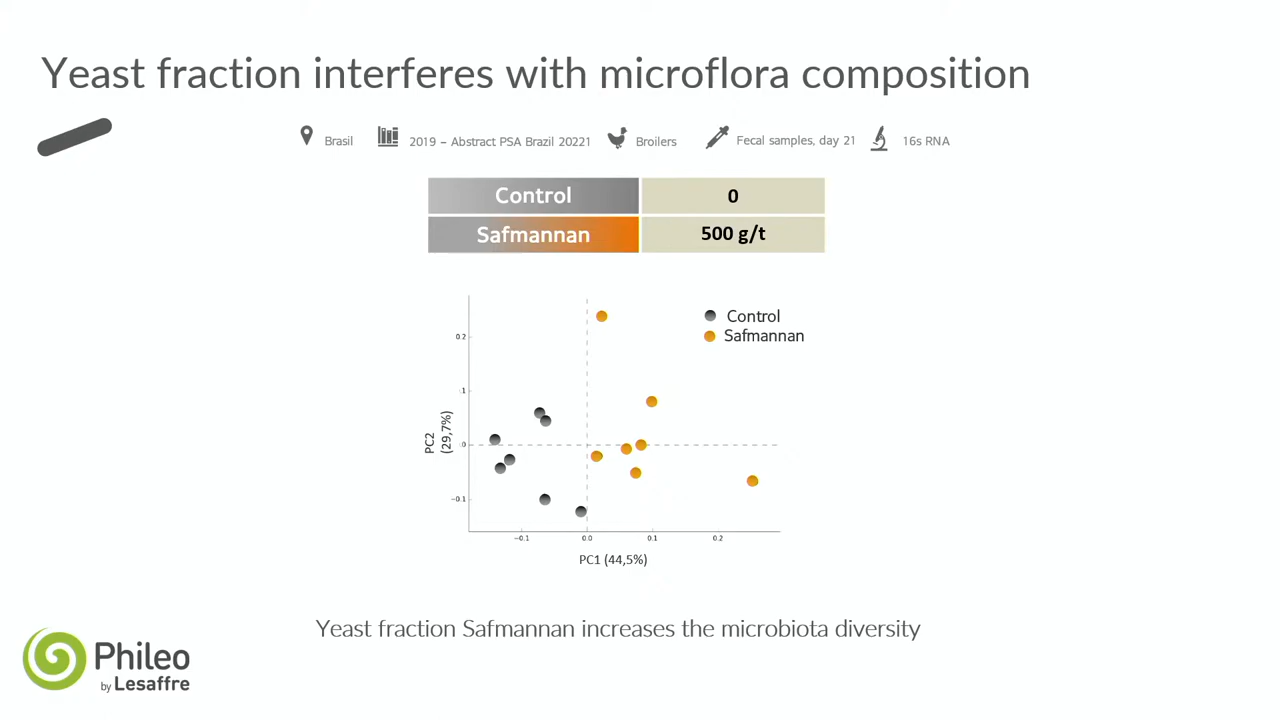 Yeast fraction interferes with microflora composition
Brasil 2019 – Abstract PSA Brazil 20221 Broilers Fecal samples, day 21 16s RNA
Control 0
Safmannan 500 g/t
Control
Safmannan
0.2
.1
.0
−0.1
PC2
(29,7%)
−0.1 0.0 0.1 0.2
PC1 (44,5%)
Yeast fraction Safmannan increases the microbiota diversity
Phileo
by Lesaffre